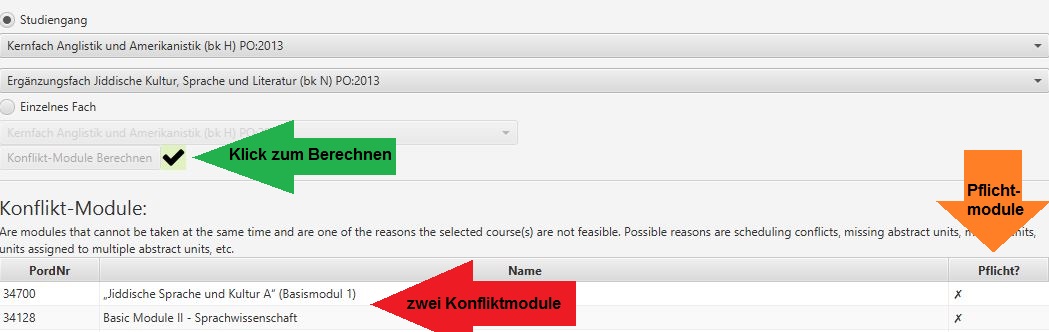 Studiengang
Kernfach Anglistik und Amerikanistik (bk H) PO:2013
Ergänzungsfach Jiddische Kultur, Sprache und Literatur (bk N) PO:2013
Einzelnes Fach
Kernfach Anglistik und Amerikanistik (bk H) PO:2
Konflikt-Module Berechnen
Klick zum Berechnen
Pflicht-
module
Konflikt-Module:
Are modules that cannot be taken at the same time and are one of the reasons the selected course(s) are not feasible. Possible reasons are scheduling conflicts, missing abstract units,
units assigned to multiple abstract units, etc.
PordNr Name Pflicht?
34700 „Jiddische Sprache und Kultur A“ (Basismodul 1) ✗
zwei Konfliktmodule
34128 Basic Module II - Sprachwissenschaft ✗